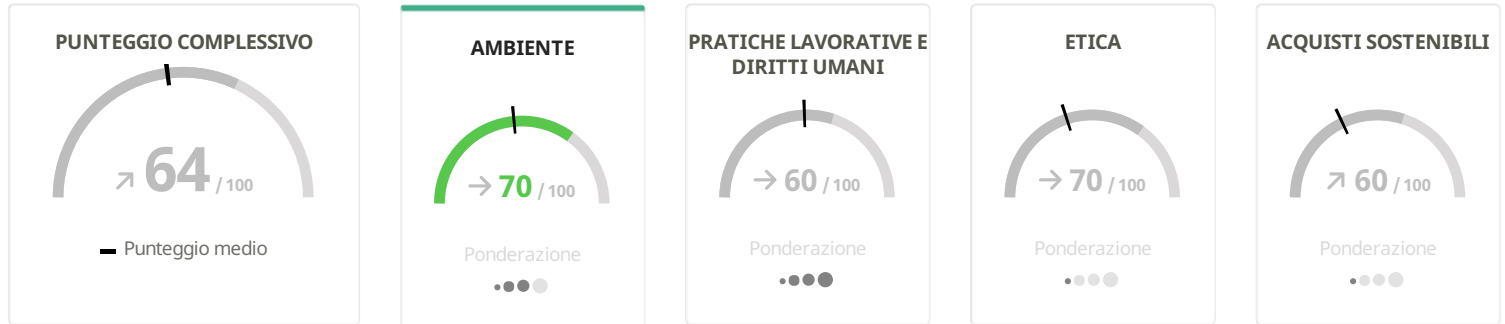 PUNTEGGIO COMPLESSIVO
64 / 100
Punteggio medio
AMBIENTE
70 / 100
Ponderazione
PRATICHE LAVORATIVE E
DIRITTI UMANI
60 / 100
Ponderazione
ETICA
70 / 100
Ponderazione
ACQUISTI SOSTENIBILI
60 / 100
Ponderazione